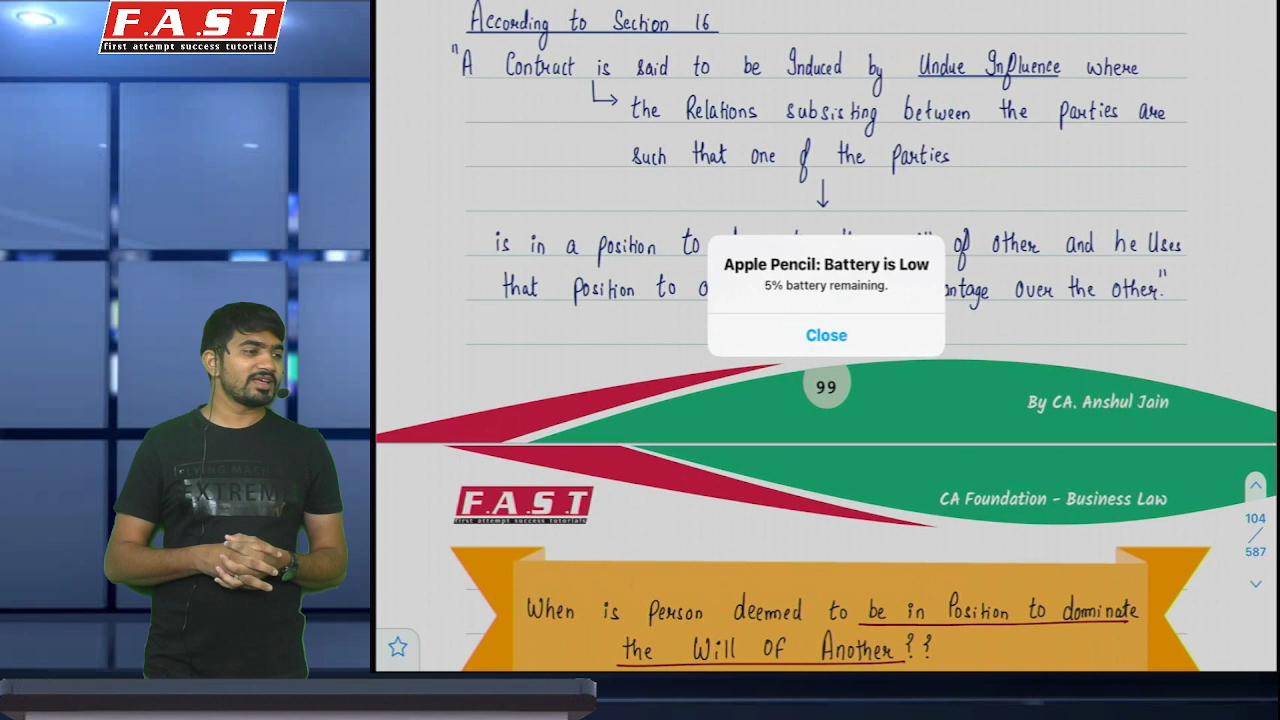 F.A.S.T
first attempt success tutorials
According to Section 16
"A Contract is said to be Induced by Undue Influence where
the Relations subsisting between the parties are
such that one of the parties
is in a position to of other and he Uses
that Position to over the other."
Apple Pencil: Battery is Low
5% battery remaining.
Close
99
By CA. Anshul Jain
F.A.S.T
first attempt success tutorials
CA Foundation - Business Law
104
587
When is Person deemed to be in Position to dominate
the Will Of Another??
FLYING MACHINE
EXTREME